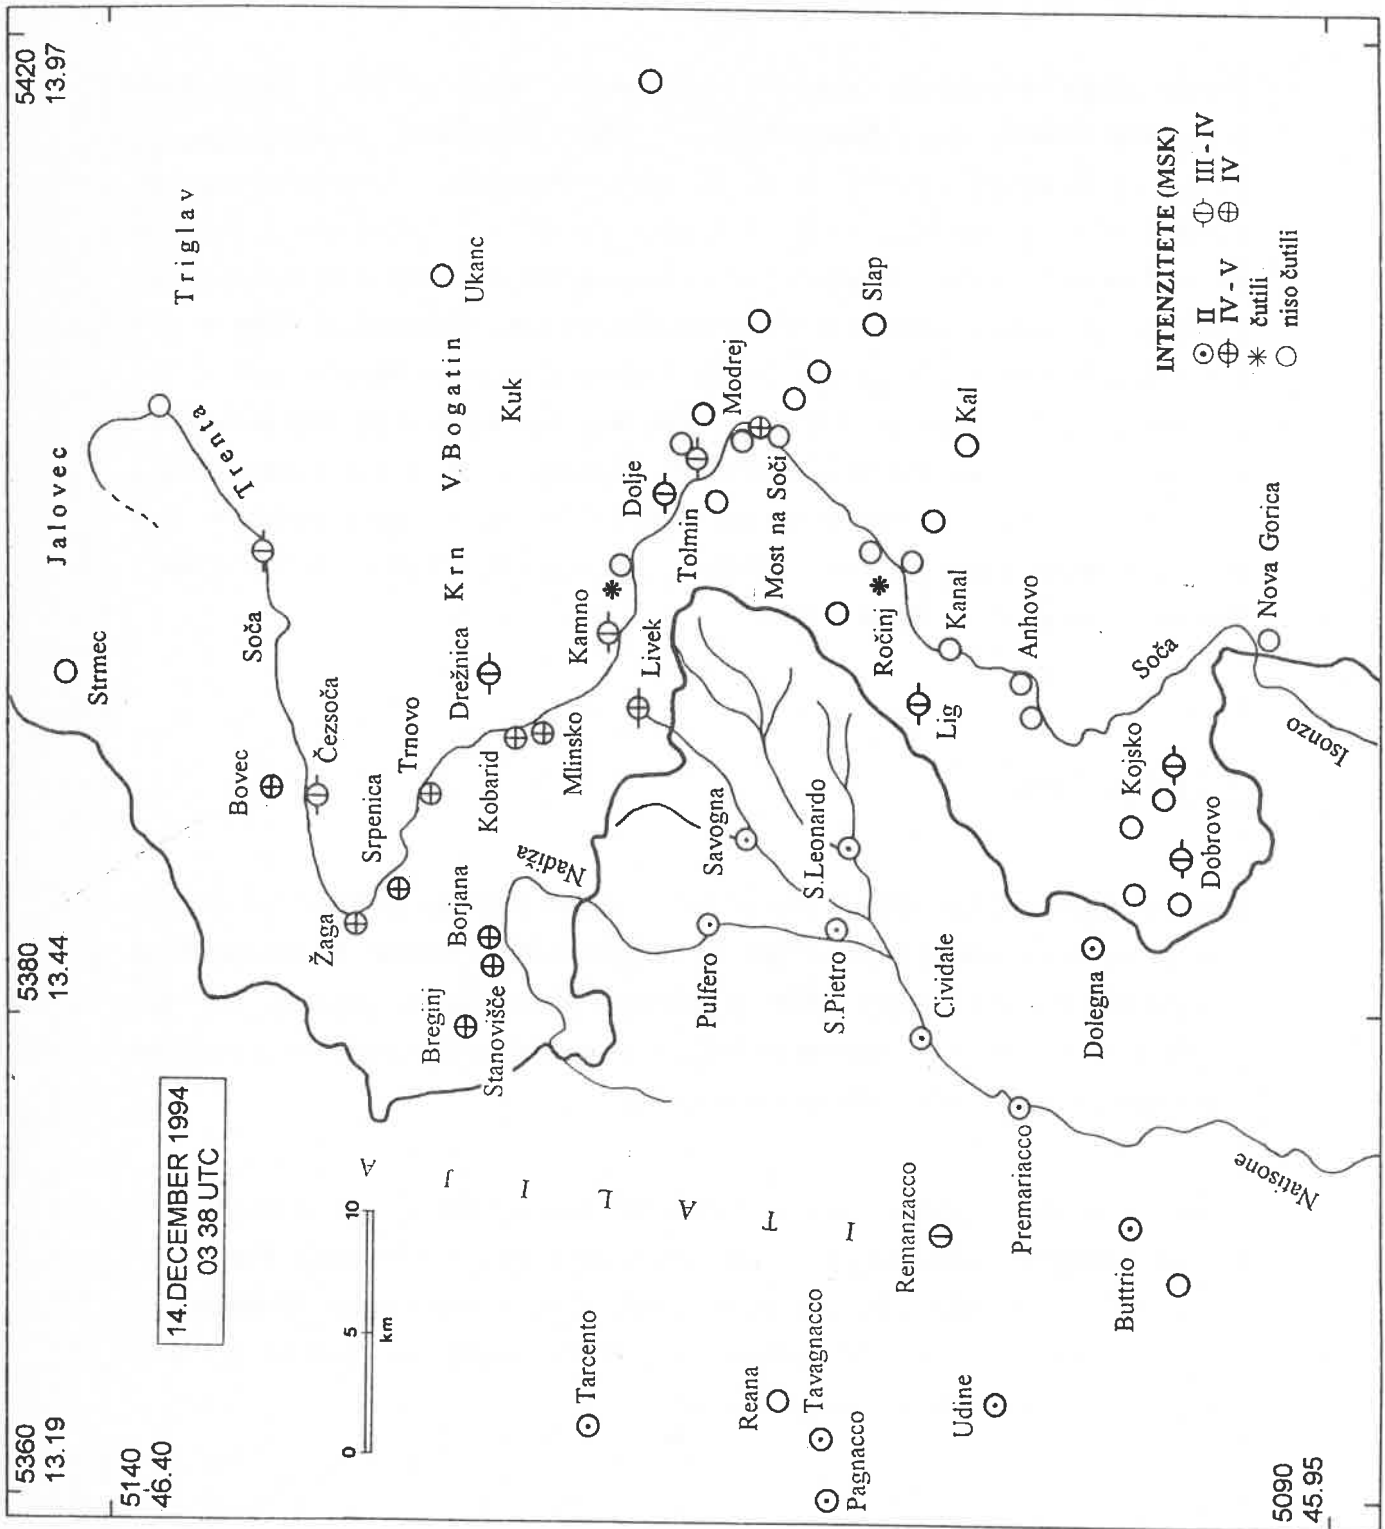 5360
13.19
5380
13.44
5420
13.97
5140
46.40
5090
45.95
14.DECEMBER 1994
03 38 UTC
0 5 10
km
Jalovec
Triglav
Strmec
Trenta
Soča
Bovec
Čezsoča
Ukanc
V.Bogatin
Krn
Kuk
Srpenica
Trnovo
Drežnica
Žaga
Kobarid
Mlinsko
Kamno
Dolje
Modrej
Borjana
Breginj
Stanovišče
Nadiža
Livek
Tolmin
Most na Soči
Slap
Kal
ITALIJA
Savogna
S.Leonardo
Pulfero
S.Pietro
Cividale
Ročinj
Lig
Kanal
Anhovo
Soča
Nova Gorica
Isonzo
Kojsko
Dobrovo
Dolegna
Tarcento
Reana
Tavagnacco
Pagnacco
Remanzacco
Udine
Premariacco
Buttrio
Natisone
INTENZITETE (MSK)
II III - IV
IV - V IV
čutili
niso čutili